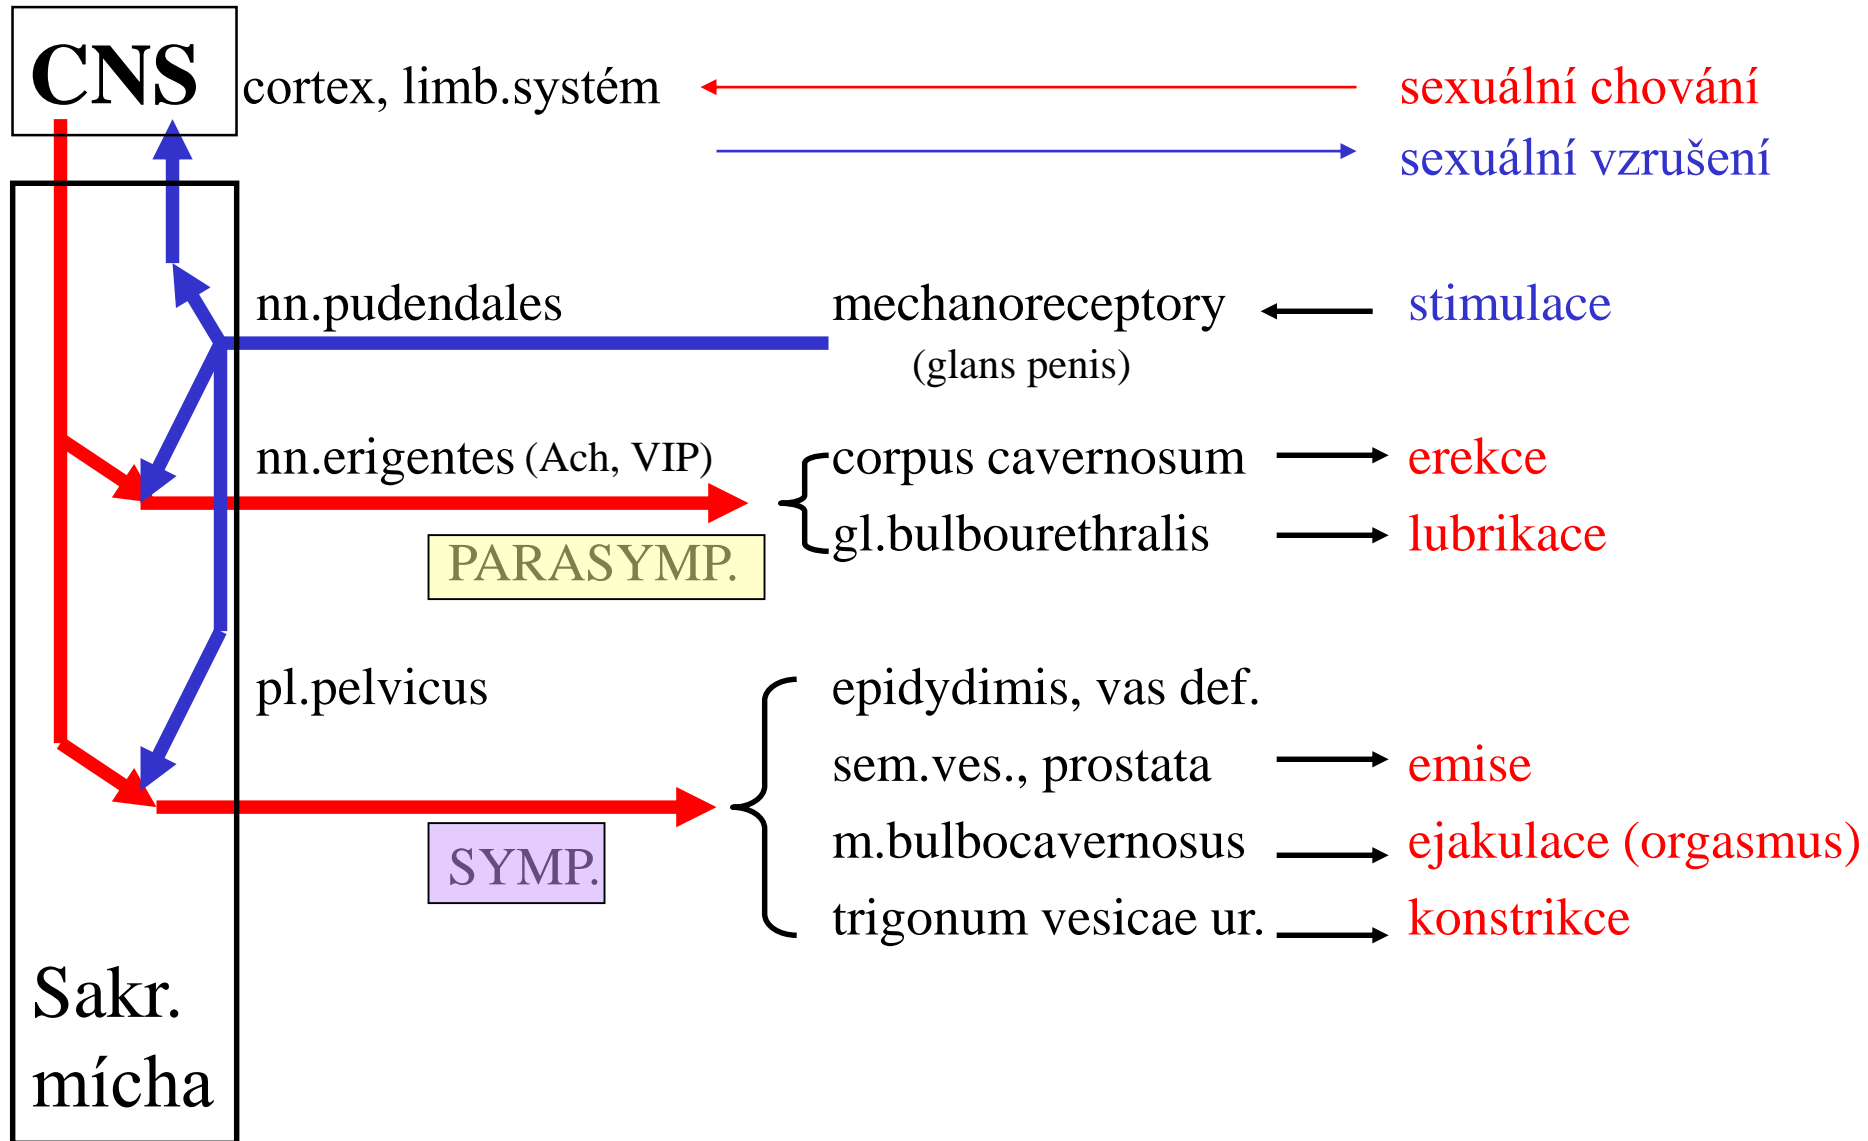 CNS cortex, limb.systém sexuální chování
sexuální vzrušení
nn.pudendales mechanoreceptory stimulace
(glans penis)
nn.erigentes (Ach, VIP) corpus cavernosum erekce
gl.bulbourethralis lubrikace
PARASYMP.
pl.pelvicus epidydimis, vas def.
sem.ves., prostata emise
m.bulbocavernosus ejakulace (orgasmus)
SYMP.
trigonum vesicae ur. konstrikce
Sakr.
mícha